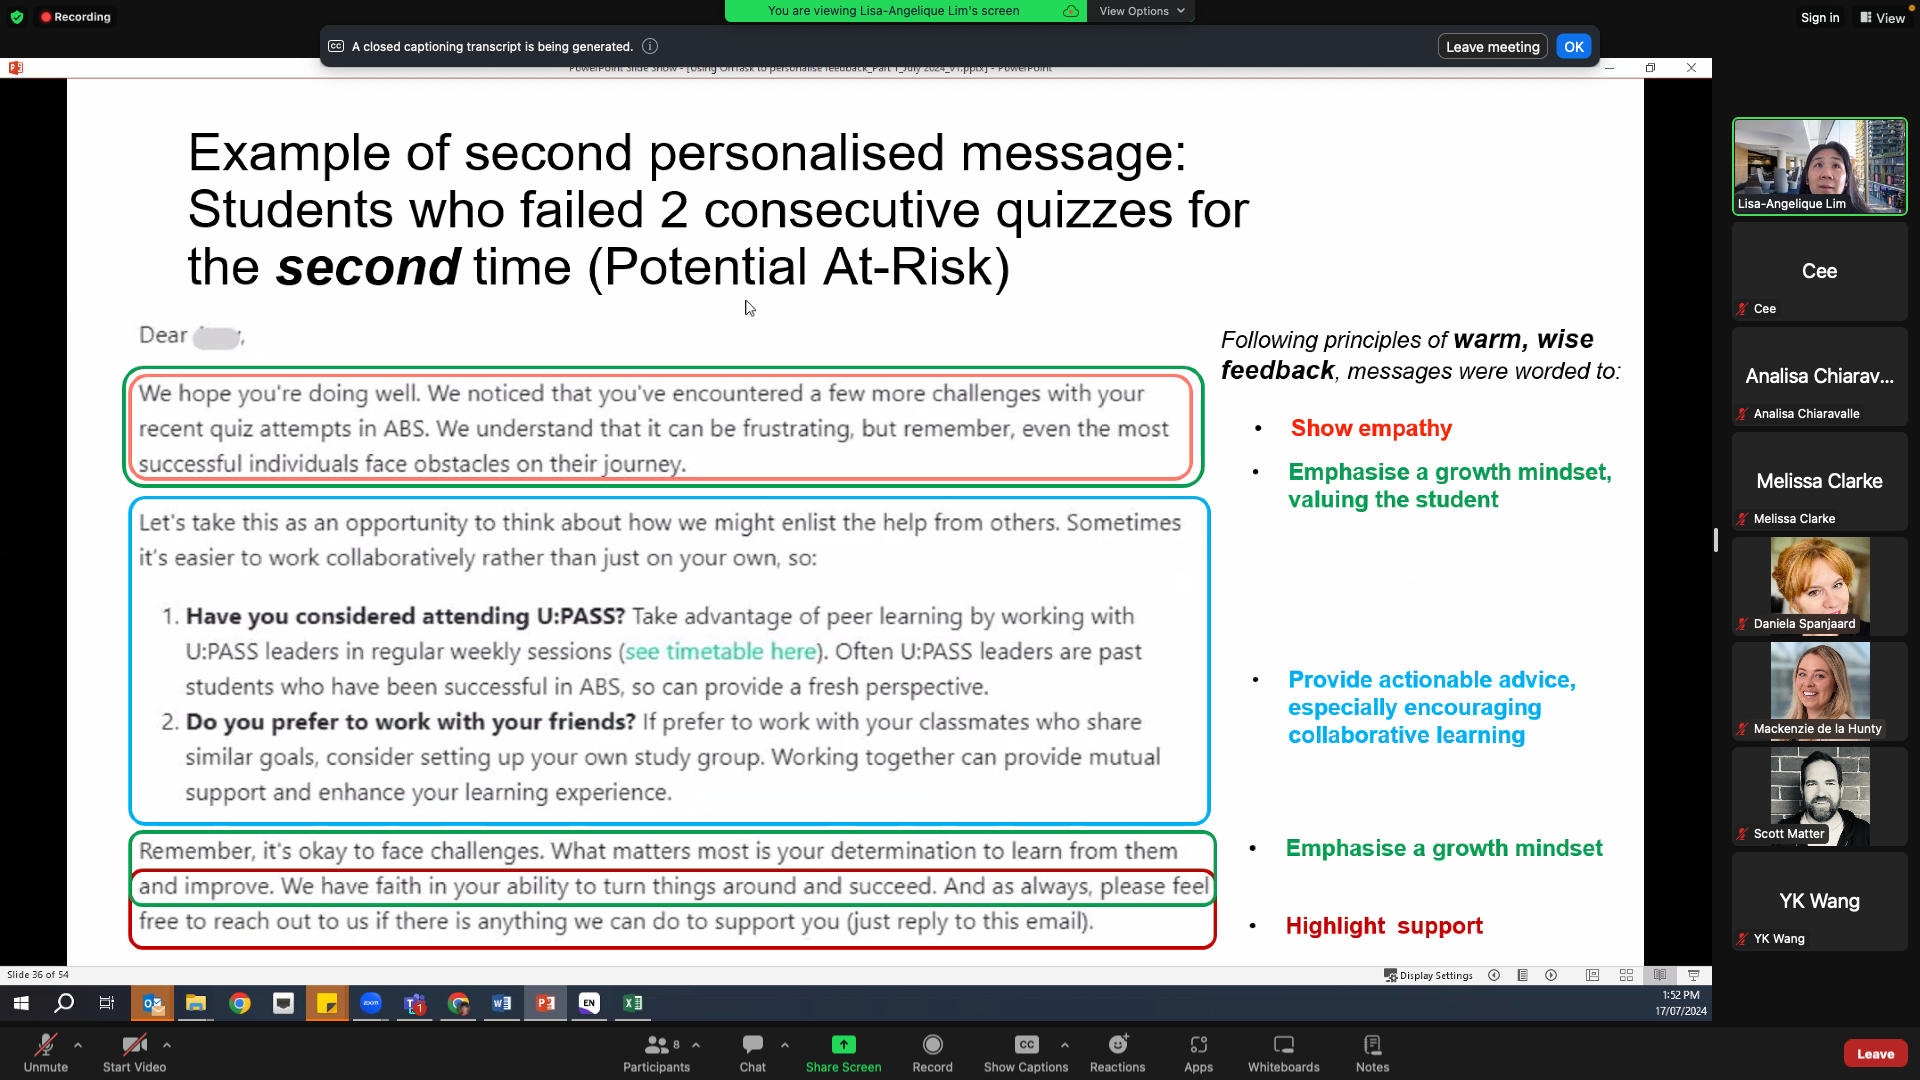 Recording
You are viewing Lisa-Angelique Lim's screen
View Options
Sign in
View
CC A closed captioning transcript is being generated.
Leave meeting
OK
PowerPoint Slide Show - [Using OnTask to personalise feedback_Part 1_July 2024_v1.pptx] - PowerPoint
Example of second personalised message:
Students who failed 2 consecutive quizzes for
the second time (Potential At-Risk)
Dear ,
We hope you're doing well. We noticed that you've encountered a few more challenges with your
recent quiz attempts in ABS. We understand that it can be frustrating, but remember, even the most
successful individuals face obstacles on their journey.
Let's take this as an opportunity to think about how we might enlist the help from others. Sometimes
it's easier to work collaboratively rather than just on your own, so:
1. Have you considered attending U:PASS? Take advantage of peer learning by working with
U:PASS leaders in regular weekly sessions (see timetable here). Often U:PASS leaders are past
students who have been successful in ABS, so can provide a fresh perspective.
2. Do you prefer to work with your friends? If prefer to work with your classmates who share
similar goals, consider setting up your own study group. Working together can provide mutual
support and enhance your learning experience.
Remember, it's okay to face challenges. What matters most is your determination to learn from them
and improve. We have faith in your ability to turn things around and succeed. And as always, please feel
free to reach out to us if there is anything we can do to support you (just reply to this email).
Following principles of warm, wise
feedback, messages were worded to:
• Show empathy
• Emphasise a growth mindset,
valuing the student
• Provide actionable advice,
especially encouraging
collaborative learning
• Emphasise a growth mindset
• Highlight support
Lisa-Angelique Lim
Cee
Cee
Analisa Chiarav...
Analisa Chiaravalle
Melissa Clarke
Melissa Clarke
Daniela Spanjaard
Mackenzie de la Hunty
Scott Matter
YK Wang
YK Wang
Slide 36 of 54
Display Settings
zoom
1
EN
1:52 PM
17/07/2024
Unmute
Start Video
Participants
8
Chat
Share Screen
Record
CC
Show Captions
Reactions
Apps
Whiteboards
Notes
Leave